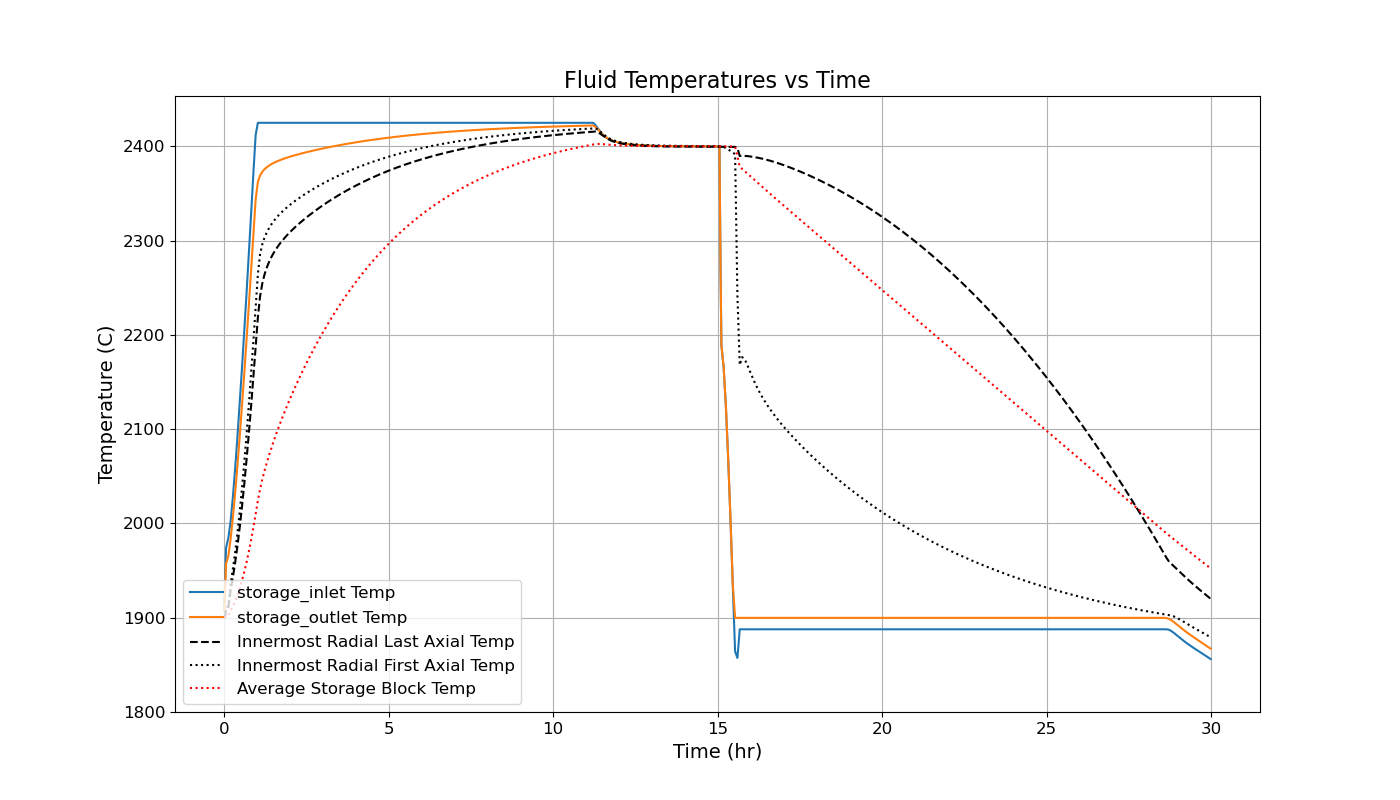 Fluid Temperatures vs Time
Temperature (C)
2400
2300
2200
2100
2000
1900
1800
storage_inlet Temp
storage_outlet Temp
Innermost Radial Last Axial Temp
Innermost Radial First Axial Temp
Average Storage Block Temp
0 5 10 15 20 25 30
Time (hr)